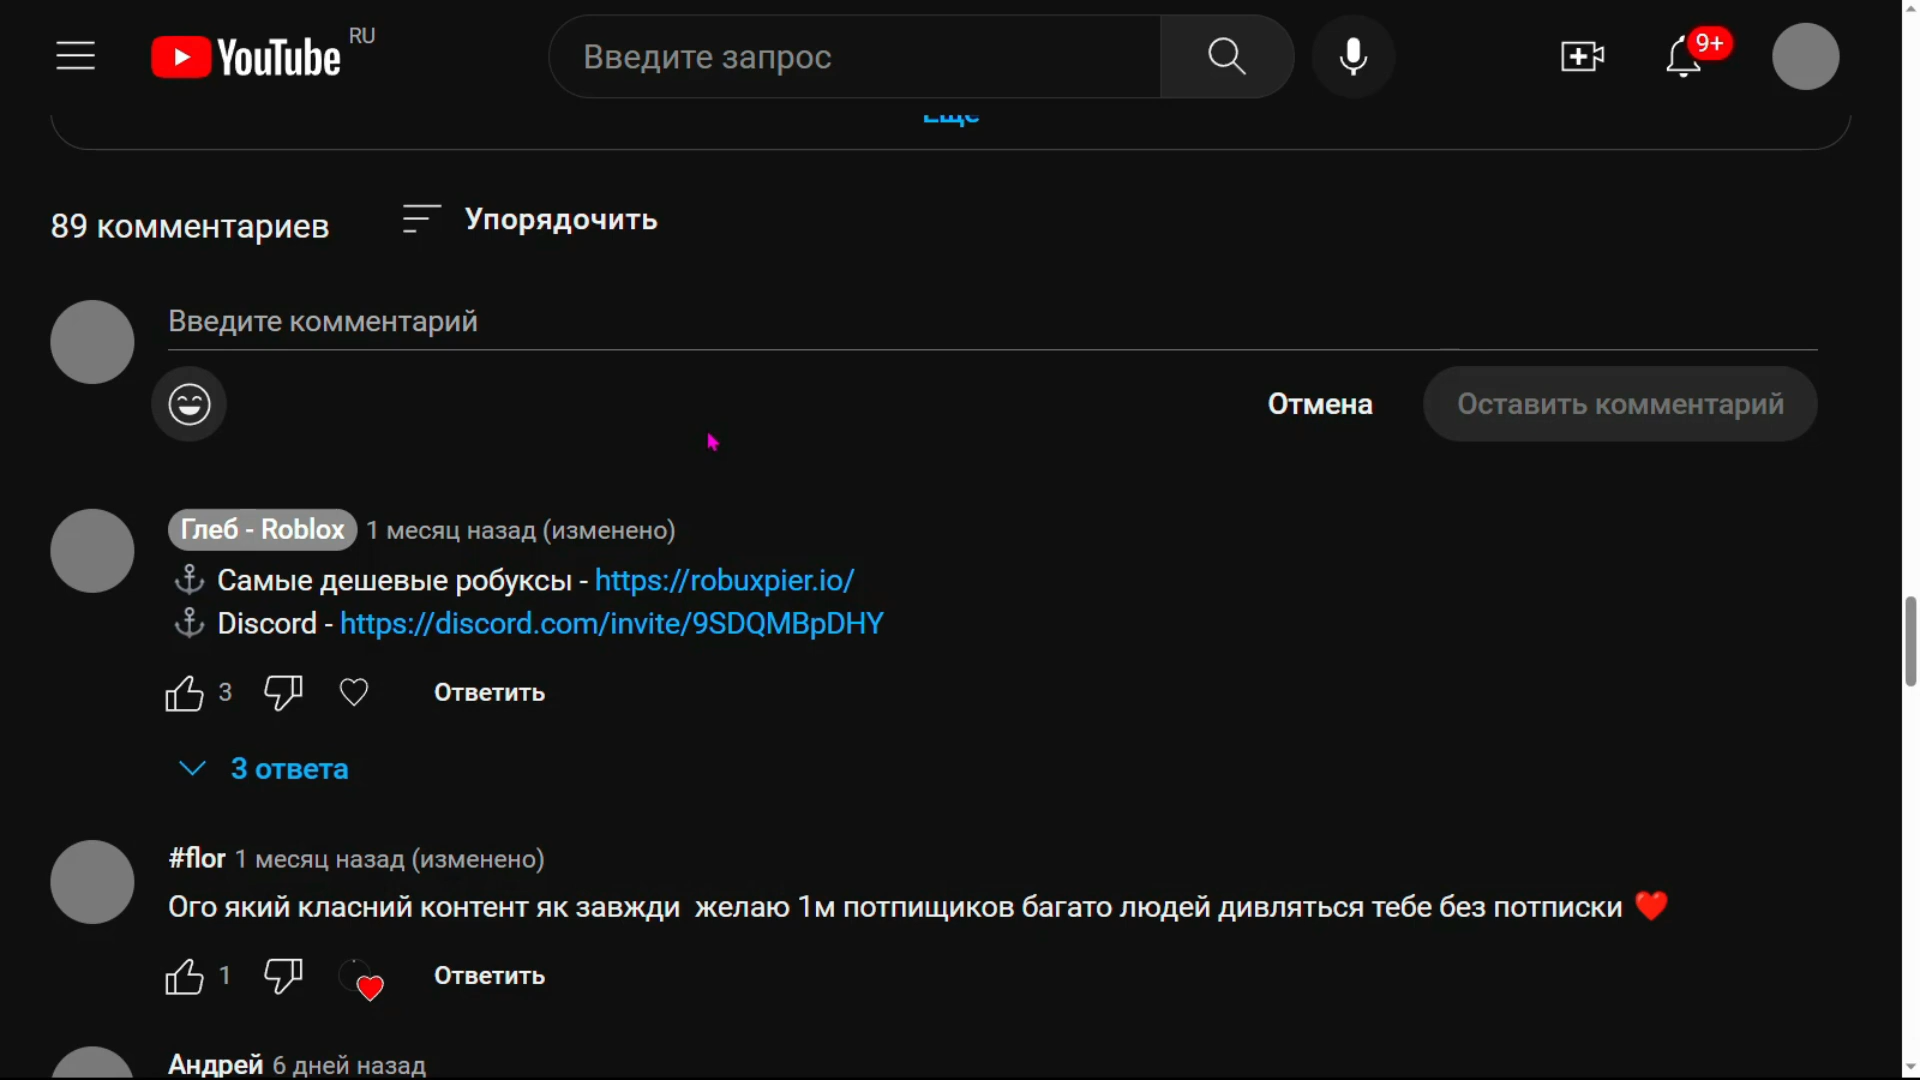 YouTube RU
Введите запрос
9+
Ещё
89 комментариев
Упорядочить
Введите комментарий
Отмена
Оставить комментарий
Глеб - Roblox 1 месяц назад (изменено)
⚓ Самые дешевые робуксы - https://robuxpier.io/
⚓ Discord - https://discord.com/invite/9SDQMBpDHY
3
Ответить
3 ответа
#flor 1 месяц назад (изменено)
Ого який класний контент як завжди желаю 1м потпищиков багато людей дивляться тебе без потписки ❤️
1
Ответить
Андрей 6 дней назад